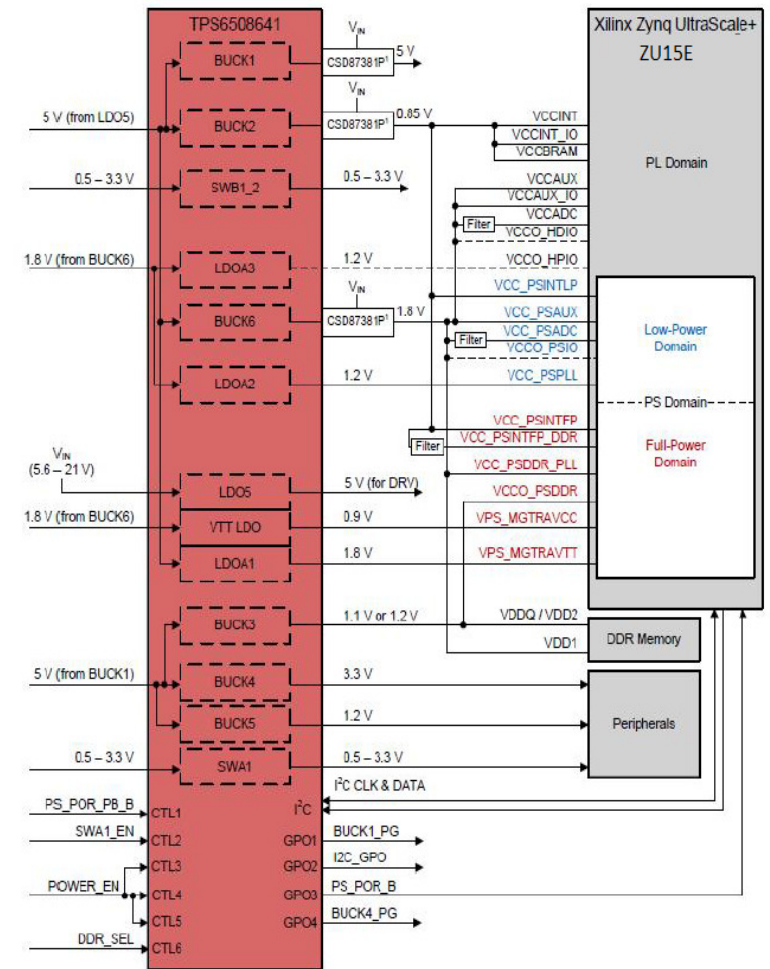 TPS6508641
Xilinx Zynq UltraScale+
ZU15E
VIN
BUCK1
CSD87381P¹
5 V
VIN
5 V (from LDO5)
BUCK2
CSD87381P¹
0.85 V
VCCINT
VCCINT_IO
VCCBRAM
PL Domain
0.5 – 3.3 V
SWB1_2
0.5 – 3.3 V
VCCAUX
VCCAUX_IO
Filter
VCCADC
VCCO_HDIO
1.8 V (from BUCK6)
LDOA3
1.2 V
VCCO_HPIO
VIN
VCC_PSINTLP
BUCK6
CSD87381P¹
1.8 V
VCC_PSAUX
VCC_PSADC
Filter
VCCO_PSIO
Low-Power
Domain
LDOA2
1.2 V
VCC_PSPLL
PS Domain
VCC_PSINTFP
Filter
VCC_PSINTFP_DDR
Full-Power
Domain
VIN
(5.6 – 21 V)
VCC_PSDDR_PLL
LDO5
5 V (for DRV)
VCCO_PSDDR
1.8 V (from BUCK6)
VTT LDO
0.9 V
VPS_MGTRAVCC
LDOA1
1.8 V
VPS_MGTRAVTT
BUCK3
1.1 V or 1.2 V
VDDQ / VDD2
VDD1
DDR Memory
5 V (from BUCK1)
BUCK4
3.3 V
BUCK5
1.2 V
Peripherals
0.5 – 3.3 V
SWA1
0.5 – 3.3 V
I²C CLK & DATA
PS_POR_PB_B
CTL1
I²C
SWA1_EN
CTL2
GPO1
BUCK1_PG
CTL3
GPO2
I2C_GPO
POWER_EN
CTL4
GPO3
PS_POR_B
CTL5
GPO4
BUCK4_PG
DDR_SEL
CTL6